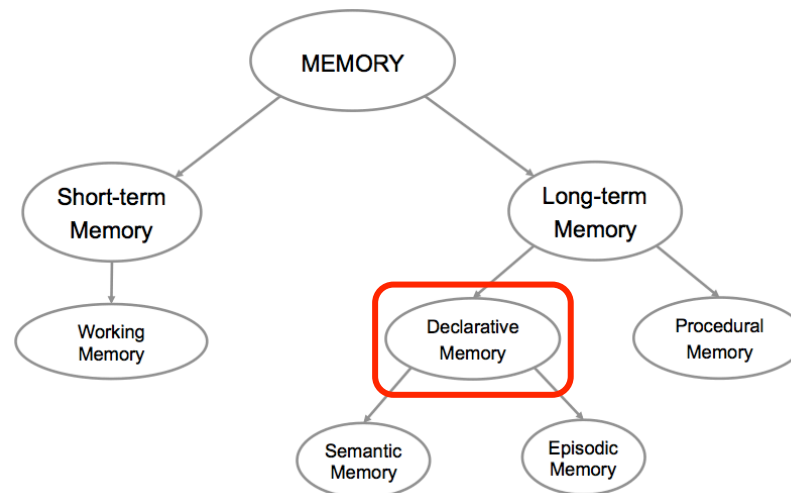 MEMORY
Short-term
Memory
Long-term
Memory
Working
Memory
Declarative
Memory
Procedural
Memory
Semantic
Memory
Episodic
Memory